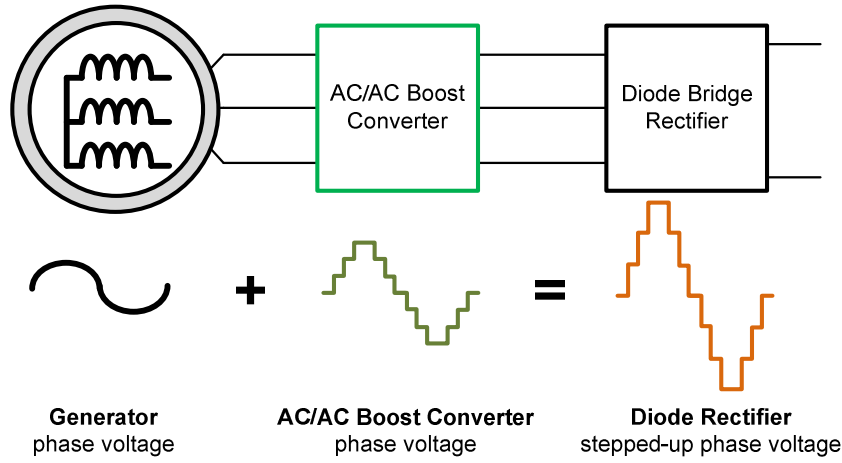 AC/AC Boost
Converter
Diode Bridge
Rectifier
+
=
Generator
phase voltage
AC/AC Boost Converter
phase voltage
Diode Rectifier
stepped-up phase voltage